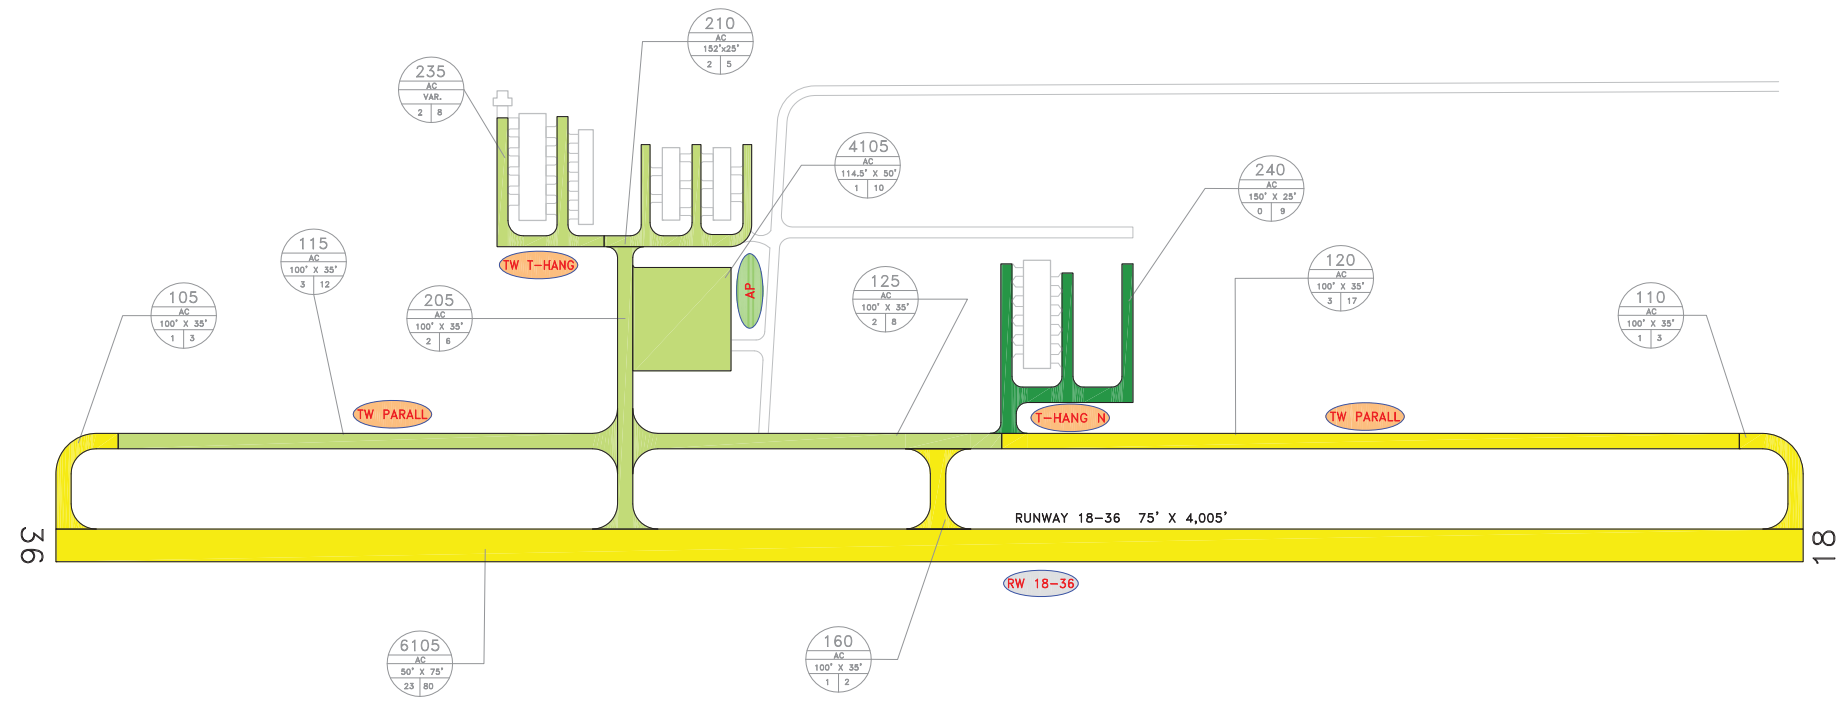 210
AC
152'x25'
2 5
235
AC
VAR.
2 8
4105
AC
114.5' X 50'
1 10
240
AC
150' X 25'
0 9
115
AC
100' X 35'
3 12
TW T-HANG
AP
120
AC
100' X 35'
3 17
125
AC
100' X 35'
2 8
105
AC
100' X 35'
1 3
205
AC
100' X 35'
2 6
110
AC
100' X 35'
1 3
TW PARALL
T-HANG N
TW PARALL
RUNWAY 18-36 75' X 4,005'
36
18
RW 18-36
6105
AC
50' X 75'
23 80
160
AC
100' X 35'
1 2